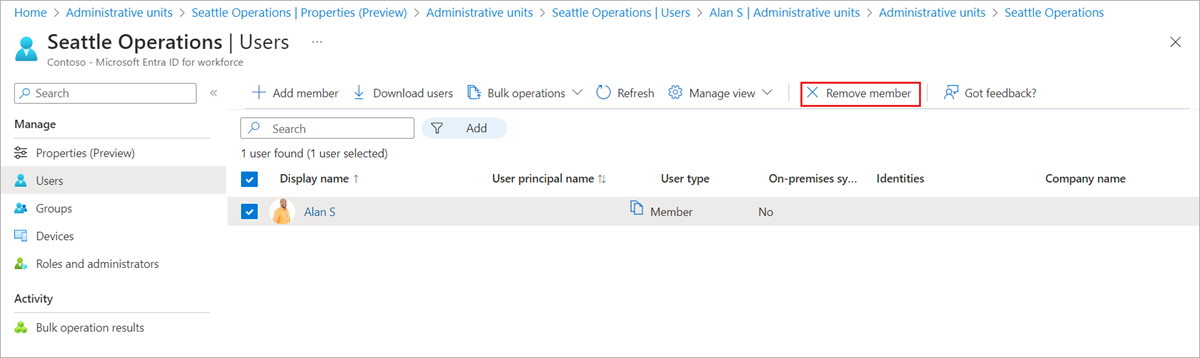 Home > Administrative units > Seattle Operations | Properties (Preview) > Administrative units > Seattle Operations | Users > Alan S | Administrative units > Administrative units > Seattle Operations
Seattle Operations | Users ...
Contoso - Microsoft Entra ID for workforce
Search «
Add member Download users Bulk operations Refresh Manage view Remove member Got feedback?
Manage
Properties (Preview)
Users
Groups
Devices
Roles and administrators
Activity
Bulk operation results
Search Add
1 user found (1 user selected)
Display name ↑ User principal name ↑↓ User type On-premises sy... Identities Company name
Alan S Member No